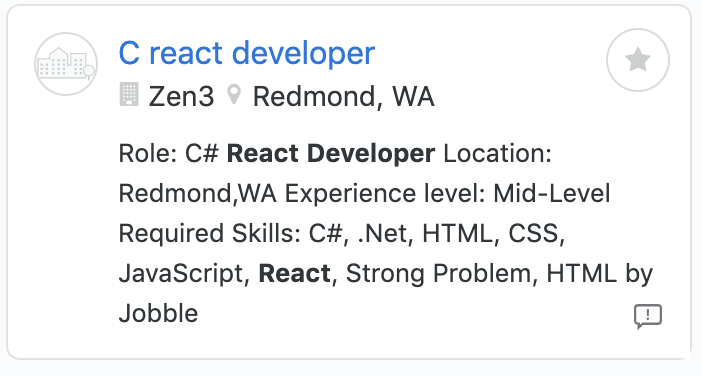 C react developer
Zen3 Redmond, WA
Role: C# React Developer Location:
Redmond,WA Experience level: Mid-Level
Required Skills: C#, .Net, HTML, CSS,
JavaScript, React, Strong Problem, HTML by
Jobble